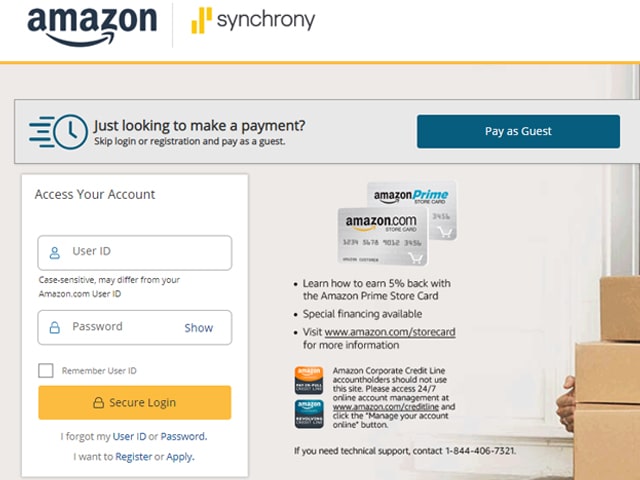 amazon
synchrony
Just looking to make a payment?
Skip login or registration and pay as a guest.
Pay as Guest
Access Your Account
User ID
Case-sensitive, may differ from your
Amazon.com User ID
Password Show
Remember User ID
Secure Login
I forgot my User ID or Password.
I want to Register or Apply.
amazonPrime
STORE CARD
3456
amazon.com
STORE CARD
1234 5678 9012 3456
AMAZON CUSTOMER
• Learn how to earn 5% back with
the Amazon Prime Store Card
• Special financing available
• Visit www.amazon.com/storecard
for more information
amazon
PAY-IN-FULL
CREDIT LINE
amazon
REVOLVING
CREDIT LINE
Amazon Corporate Credit Line
accountholders should not use
this site. Please access 24/7
online account management at
www.amazon.com/creditline and
click the "Manage your account
online" button.
If you need technical support, contact 1-844-406-7321.